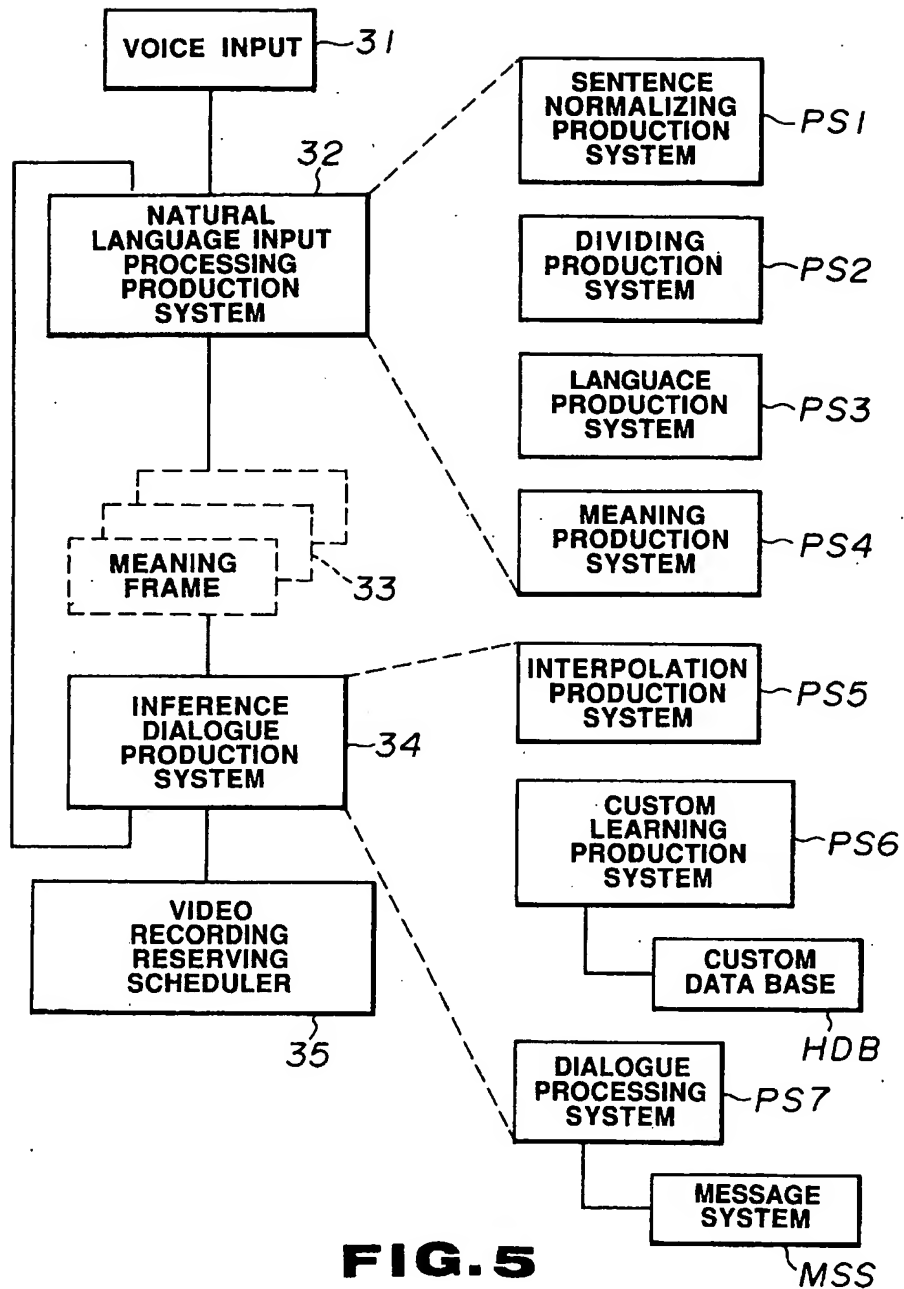 VOICE INPUT
31
32
NATURAL
LANGUAGE INPUT
PROCESSING
PRODUCTION
SYSTEM
MEANING
FRAME
33
INFERENCE
DIALOGUE
PRODUCTION
SYSTEM
34
VIDEO
RECORDING
RESERVING
SCHEDULER
35
SENTENCE
NORMALIZING
PRODUCTION
SYSTEM
PS1
DIVIDING
PRODUCTION
SYSTEM
PS2
LANGUACE
PRODUCTION
SYSTEM
PS3
MEANING
PRODUCTION
SYSTEM
PS4
INTERPOLATION
PRODUCTION
SYSTEM
PS5
CUSTOM
LEARNING
PRODUCTION
SYSTEM
PS6
CUSTOM
DATA BASE
HDB
DIALOGUE
PROCESSING
SYSTEM
PS7
MESSAGE
SYSTEM
MSS
FIG.5